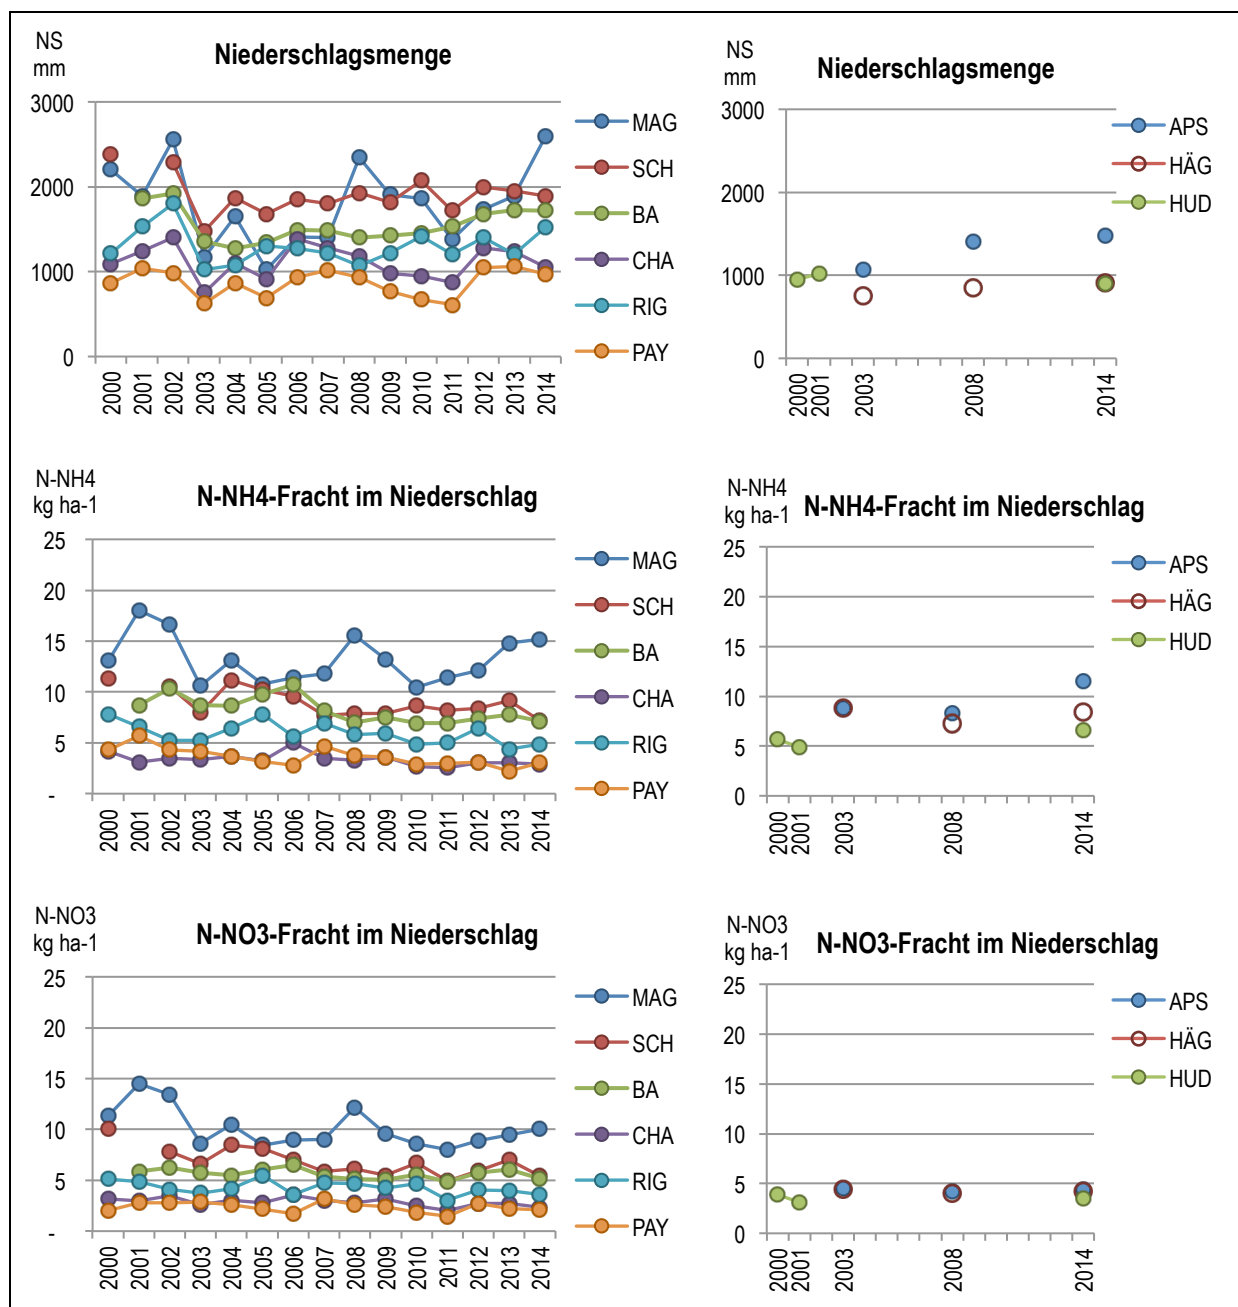 NS
mm
Niederschlagsmenge
3000
2000
1000
0
2000 2001 2002 2003 2004 2005 2006 2007 2008 2009 2010 2011 2012 2013 2014
MAG
SCH
BA
CHA
RIG
PAY
NS
mm
Niederschlagsmenge
3000
2000
1000
0
2000 2001 2003 2008 2014
APS
HÄG
HUD
N-NH4
kg ha-1
N-NH4-Fracht im Niederschlag
25
20
15
10
5
-
2000 2001 2002 2003 2004 2005 2006 2007 2008 2009 2010 2011 2012 2013 2014
MAG
SCH
BA
CHA
RIG
PAY
N-NH4
kg ha-1
N-NH4-Fracht im Niederschlag
25
20
15
10
5
0
2000 2001 2003 2008 2014
APS
HÄG
HUD
N-NO3
kg ha-1
N-NO3-Fracht im Niederschlag
25
20
15
10
5
-
2000 2001 2002 2003 2004 2005 2006 2007 2008 2009 2010 2011 2012 2013 2014
MAG
SCH
BA
CHA
RIG
PAY
N-NO3
kg ha-1
N-NO3-Fracht im Niederschlag
25
20
15
10
5
0
2000 2001 2003 2008 2014
APS
HÄG
HUD